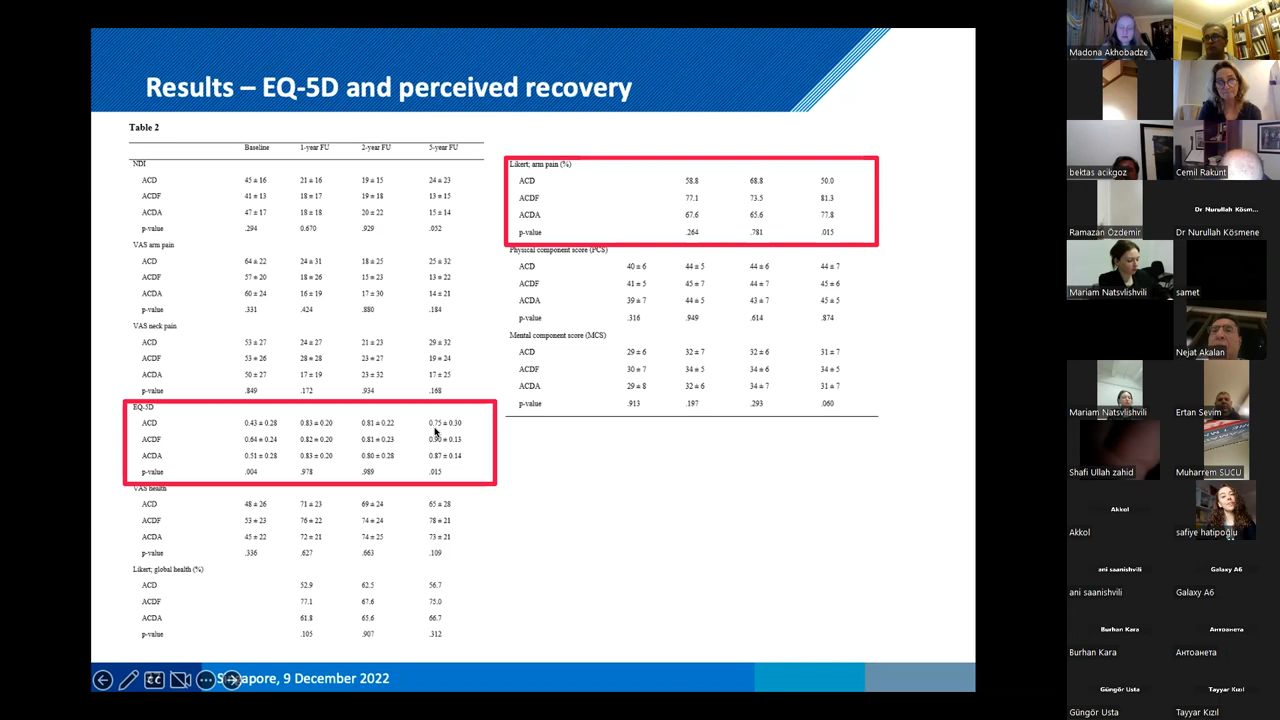 Results – EQ-5D and perceived recovery
Table 2
Baseline 1-year FU 2-year FU 5-year FU
NDI
ACD 45 ± 16 21 ± 16 19 ± 15 24 ± 23
ACDF 41 ± 13 18 ± 17 19 ± 18 13 ± 15
ACDA 47 ± 17 18 ± 18 20 ± 22 15 ± 14
p-value .294 0.670 .929 .052
VAS arm pain
ACD 64 ± 22 24 ± 31 18 ± 25 25 ± 32
ACDF 57 ± 20 18 ± 26 15 ± 23 13 ± 22
ACDA 60 ± 24 16 ± 19 17 ± 30 14 ± 21
p-value .331 .424 .880 .184
VAS neck pain
ACD 53 ± 27 24 ± 27 21 ± 23 29 ± 32
ACDF 53 ± 26 28 ± 28 23 ± 27 19 ± 24
ACDA 50 ± 27 17 ± 19 23 ± 32 17 ± 25
p-value .849 .172 .934 .168
EQ-5D
ACD 0.43 ± 0.28 0.83 ± 0.20 0.81 ± 0.22 0.75 ± 0.30
ACDF 0.64 ± 0.24 0.82 ± 0.20 0.81 ± 0.23 0.90 ± 0.13
ACDA 0.51 ± 0.28 0.83 ± 0.20 0.80 ± 0.28 0.87 ± 0.14
p-value .004 .978 .989 .015
VAS health
ACD 48 ± 26 71 ± 23 69 ± 24 65 ± 28
ACDF 53 ± 23 76 ± 22 74 ± 24 78 ± 21
ACDA 45 ± 22 72 ± 21 74 ± 25 73 ± 21
p-value .336 .627 .663 .109
Likert; global health (%)
ACD 52.9 62.5 56.7
ACDF 77.1 67.6 75.0
ACDA 61.8 65.6 66.7
p-value .105 .907 .312
Likert; arm pain (%)
ACD 58.8 68.8 50.0
ACDF 77.1 73.5 81.3
ACDA 67.6 65.6 77.8
p-value .264 .781 .015
Physical component score (PCS)
ACD 40 ± 6 44 ± 5 44 ± 6 44 ± 7
ACDF 41 ± 5 45 ± 7 44 ± 7 45 ± 6
ACDA 39 ± 7 44 ± 5 43 ± 7 45 ± 5
p-value .316 .949 .614 .874
Mental component score (MCS)
ACD 29 ± 6 32 ± 7 32 ± 6 31 ± 7
ACDF 30 ± 7 34 ± 5 34 ± 6 34 ± 5
ACDA 29 ± 8 32 ± 6 34 ± 7 31 ± 7
p-value .913 .197 .293 .060
Singapore, 9 December 2022
Madona Akhobadze
bektas acikgoz
Cemil Rakunt
Ramazan Özdemir
Dr Nurullah Kösm...
Dr Nurullah Kösmene
Mariam Natsvlishvili
samet
Nejat Akalan
Mariam Natsvlishvili
Ertan Sevim
Shafi Ullah zahid
Muharrem SUCU
Akkol
Akkol
safiye hatipoğlu
ani saanishvili
ani saanishvili
Galaxy A6
Galaxy A6
Burhan Kara
Burhan Kara
Антоанета
Антоанета
Güngör Usta
Güngör Usta
Tayyar Kızıl
Tayyar Kızıl